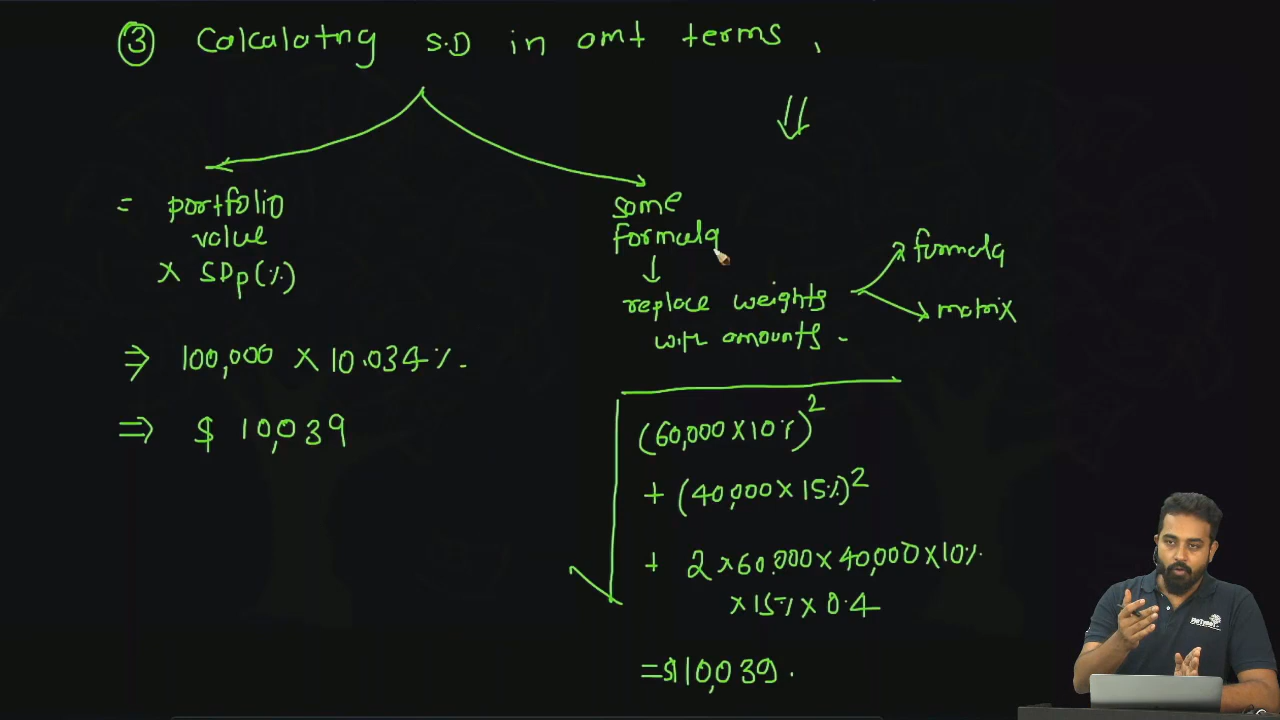 ③ Calculatng S.D in amt terms.
= portfolio
value
× SDp(%)
⇒ 100,000 × 10.034%.
⇒ $ 10,039
same
formula
replace weights
with amounts.
formula
matrix
(60,000×10%)²
+ (40,000×15%)²
+ 2×60,000×40,000×10%
×15%×0.4
=$10,039.